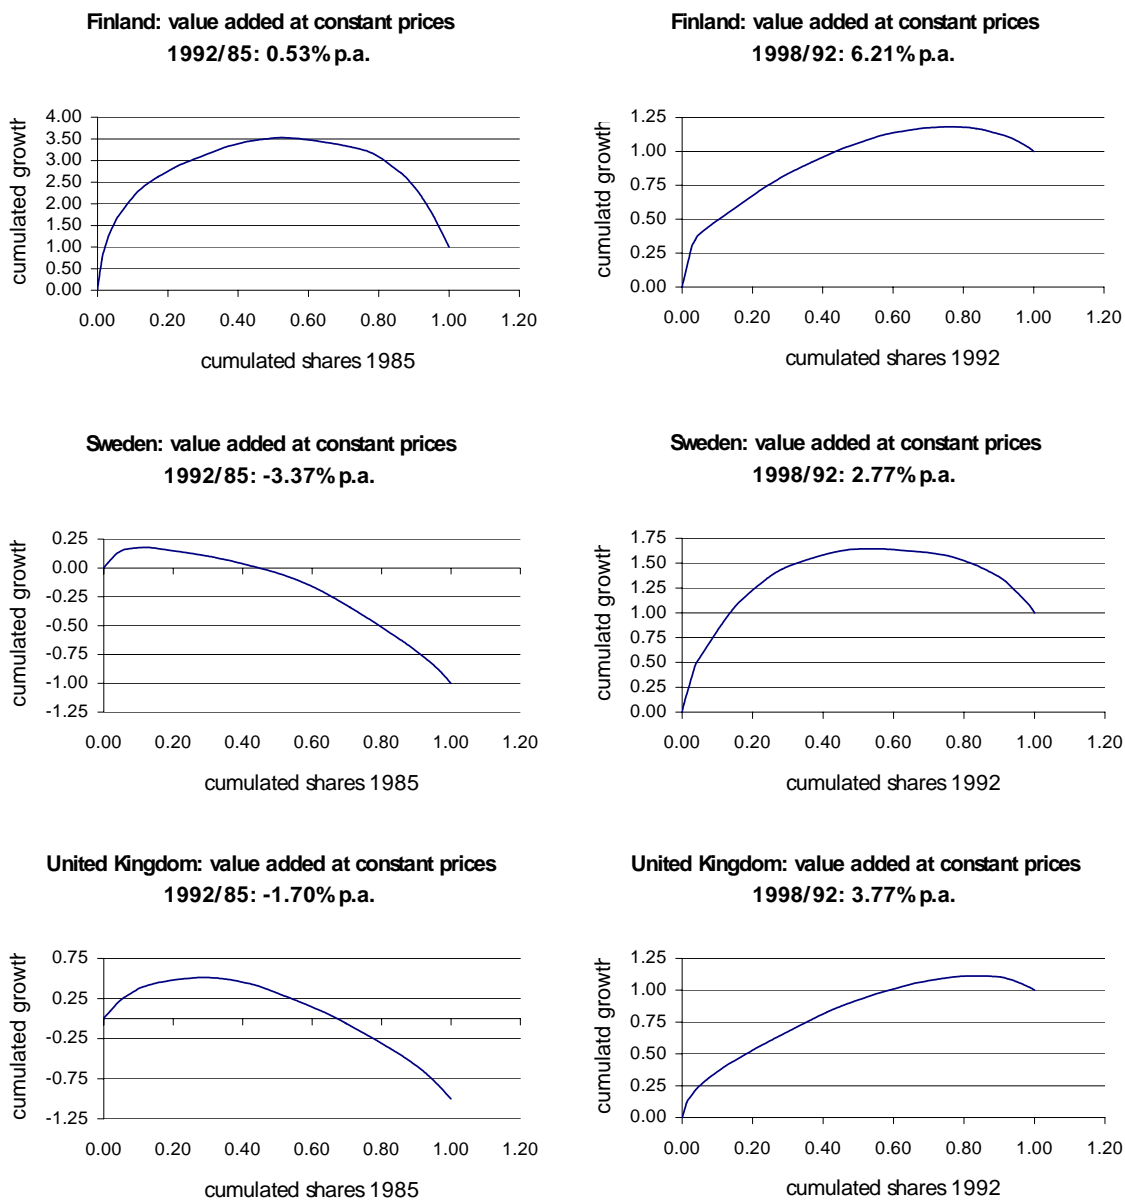 Finland: value added at constant prices
1992/85: 0.53% p.a.
cumulated growth
4.00
3.50
3.00
2.50
2.00
1.50
1.00
0.50
0.00
0.00 0.20 0.40 0.60 0.80 1.00 1.20
cumulated shares 1985
Finland: value added at constant prices
1998/92: 6.21% p.a.
cumulatd growth
1.25
1.00
0.75
0.50
0.25
0.00
0.00 0.20 0.40 0.60 0.80 1.00 1.20
cumulated shares 1992
Sweden: value added at constant prices
1992/85: -3.37% p.a.
cumulated growth
0.25
0.00
-0.25
-0.50
-0.75
-1.00
-1.25
0.00 0.20 0.40 0.60 0.80 1.00 1.20
cumulated shares 1985
Sweden: value added at constant prices
1998/92: 2.77% p.a.
cumulatd growth
1.75
1.50
1.25
1.00
0.75
0.50
0.25
0.00
0.00 0.20 0.40 0.60 0.80 1.00 1.20
cumulated shares 1992
United Kingdom: value added at constant prices
1992/85: -1.70% p.a.
cumulated growth
0.75
0.25
-0.25
-0.75
-1.25
0.00 0.20 0.40 0.60 0.80 1.00 1.20
cumulated shares 1985
United Kingdom: value added at constant prices
1998/92: 3.77% p.a.
cumulatd growth
1.25
1.00
0.75
0.50
0.25
0.00
0.00 0.20 0.40 0.60 0.80 1.00 1.20
cumulated shares 1992